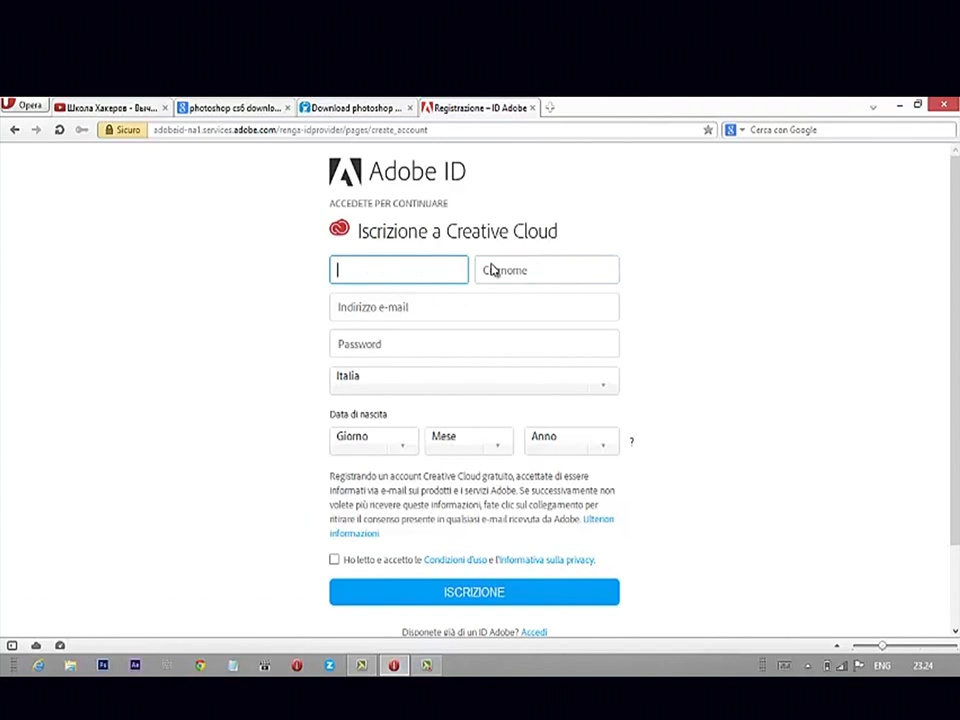 Opera
Школа Хакеров - Выч...
photoshop cs6 downlo...
Download photoshop ...
Registrazione – ID Adobe
Sicuro
adobeid-na1.services.adobe.com/renga-idprovider/pages/create_account
Cerca con Google
Adobe ID
ACCEDETE PER CONTINUARE
Iscrizione a Creative Cloud
Cognome
Indirizzo e-mail
Password
Italia
Data di nascita
Giorno
Mese
Anno
?
Registrando un account Creative Cloud gratuito, accettate di essere
informati via e-mail sui prodotti e i servizi Adobe. Se successivamente non
volete più ricevere queste informazioni, fate clic sul collegamento per
ritirare il consenso presente in qualsiasi e-mail ricevuta da Adobe. Ulteriori
informazioni.
Ho letto e accetto le Condizioni d'uso e l'Informativa sulla privacy.
ISCRIZIONE
Disponete già di un ID Adobe? Accedi
Ps
Ae
ENG
23.24